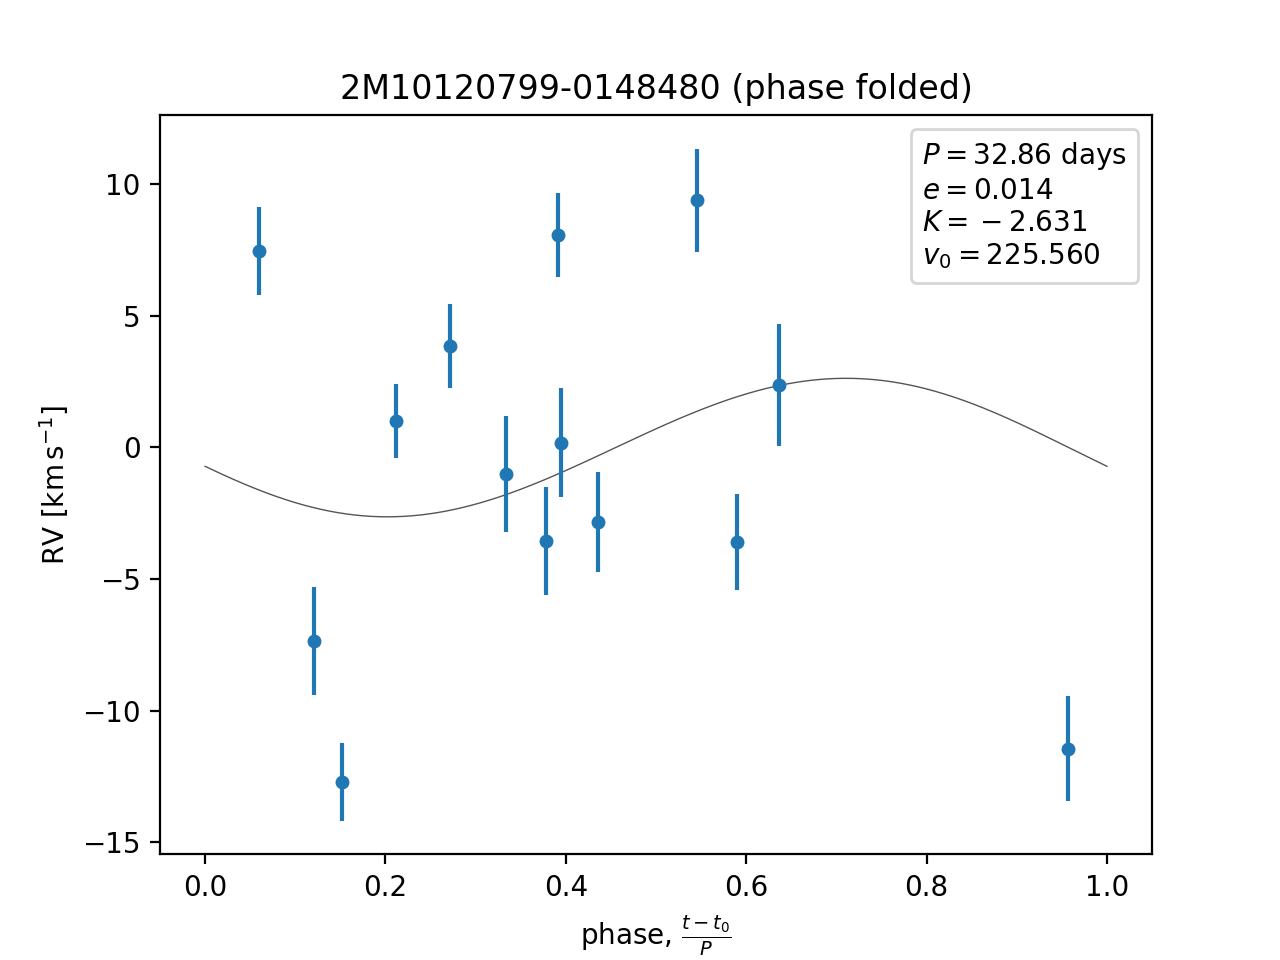 2M10120799-0148480 (phase folded)
P = 32.86 days
e = 0.014
K = −2.631
v₀ = 225.560
10
5
0
−5
−10
−15
RV [km s⁻¹]
0.0 0.2 0.4 0.6 0.8 1.0
phase, (t − t₀)/P